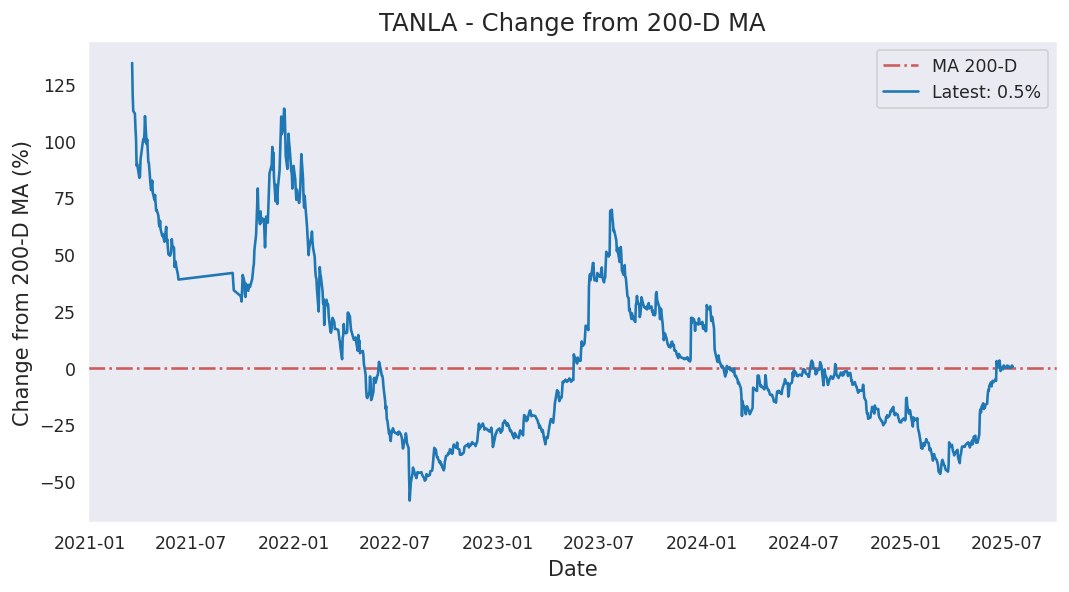 TANLA - Change from 200-D MA
MA 200-D
Latest: 0.5%
Change from 200-D MA (%)
125
100
75
50
25
0
−25
−50
2021-01 2021-07 2022-01 2022-07 2023-01 2023-07 2024-01 2024-07 2025-01 2025-07
Date